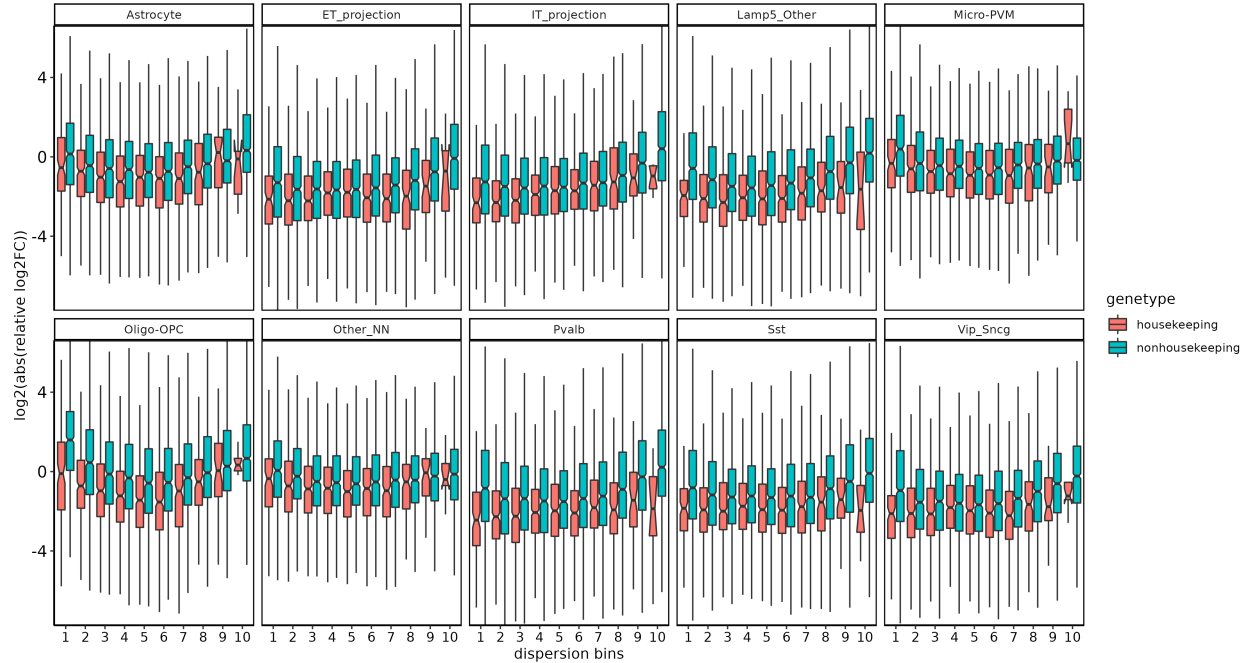 Astrocyte ET_projection IT_projection Lamp5_Other Micro-PVM
4
0
-4
Oligo-OPC Other_NN Pvalb Sst Vip_Sncg
4
0
-4
log2(abs(relative log2FC))
1 2 3 4 5 6 7 8 9 10 1 2 3 4 5 6 7 8 9 10 1 2 3 4 5 6 7 8 9 10 1 2 3 4 5 6 7 8 9 10 1 2 3 4 5 6 7 8 9 10
dispersion bins
genetype
housekeeping
nonhousekeeping